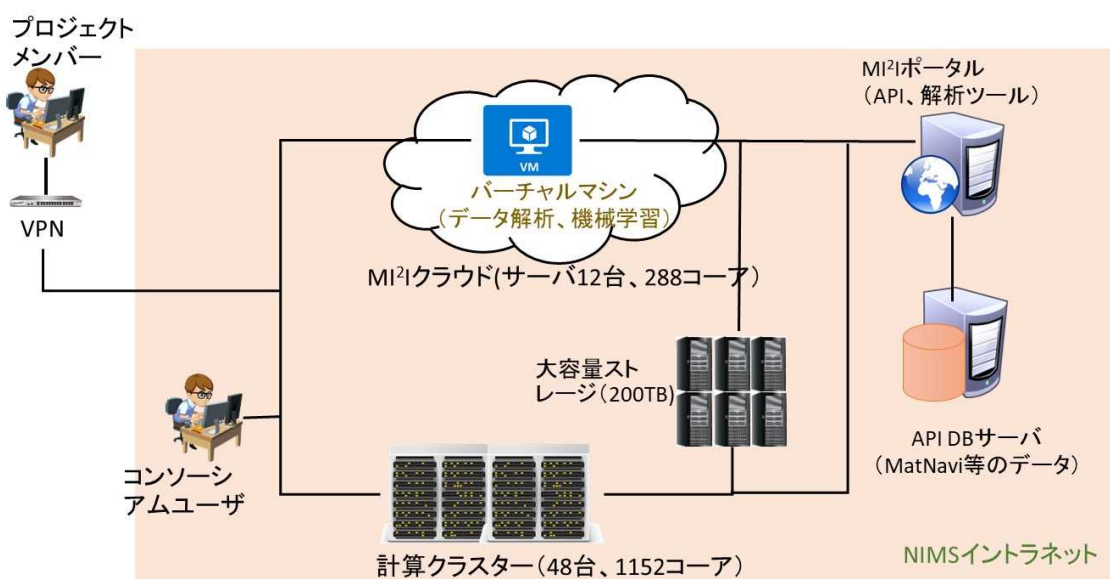 プロジェクト
メンバー
VPN
MI²Iポータル
(API、解析ツール)
VM
バーチャルマシン
(データ解析、機械学習)
MI²Iクラウド(サーバ12台、288コーア)
大容量スト
レージ(200TB)
API DBサーバ
(MatNavi等のデータ)
コンソーシ
アムユーザ
計算クラスター(48台、1152コーア)
NIMSイントラネット